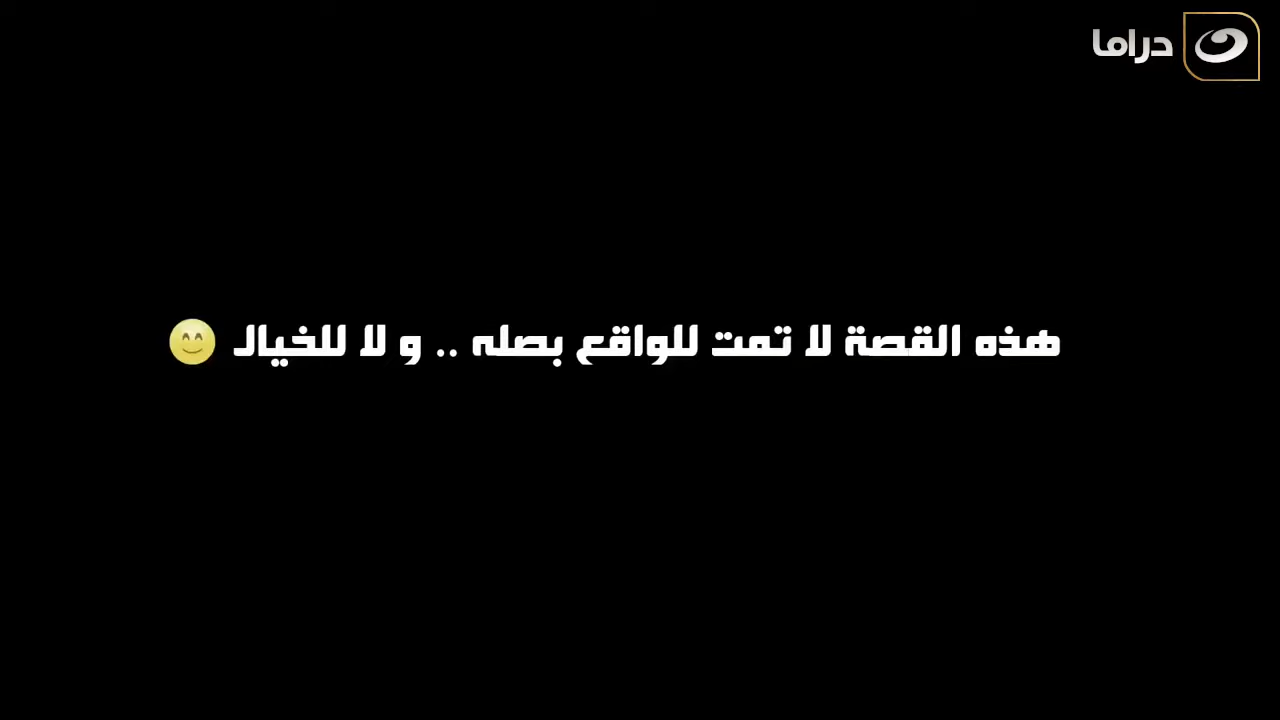 دراما
هذه القصة لا تمت للواقع بصله .. و لا للخيال 😊